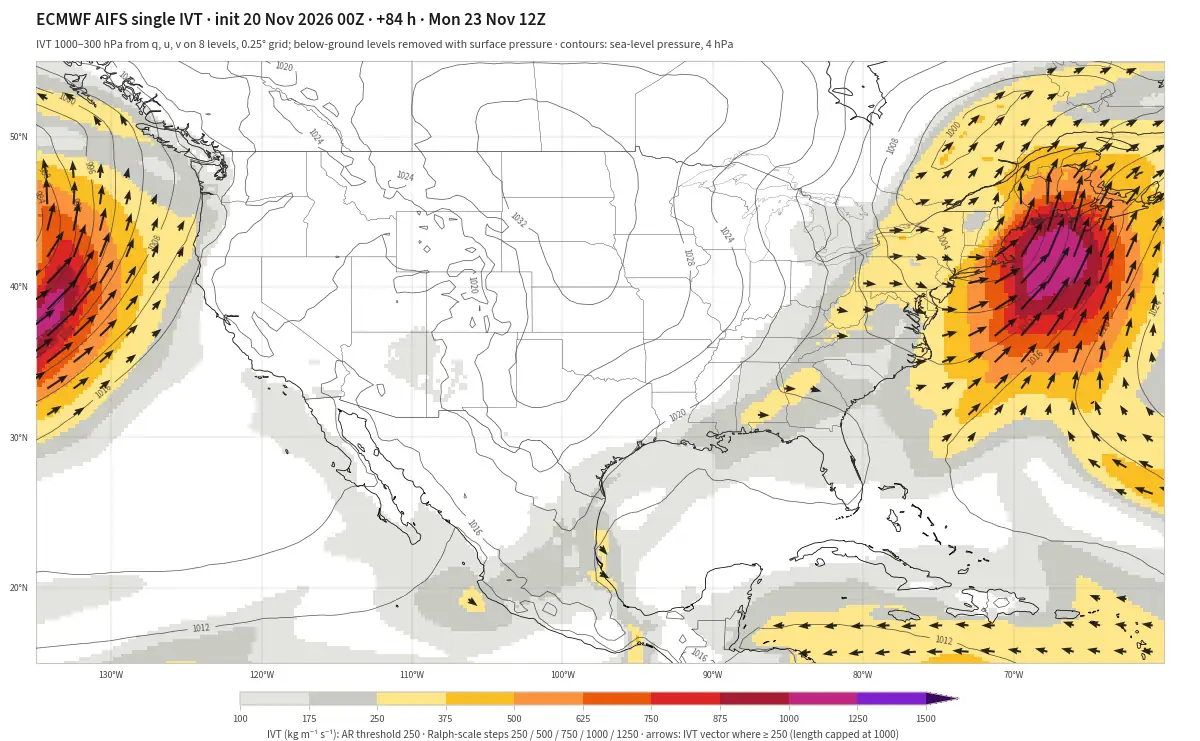 ECMWF AIFS single IVT · init 20 Nov 2026 00Z · +84 h · Mon 23 Nov 12Z
IVT 1000–300 hPa from q, u, v on 8 levels, 0.25° grid; below-ground levels removed with surface pressure · contours: sea-level pressure, 4 hPa
1020
1000
1024
1008
1000
50°N
996
1024
1032
1024
1028
1008
1004
40°N
1020
1016
1016
1020
30°N
1016
20°N
1012
1012
1016
130°W 120°W 110°W 100°W 90°W 80°W 70°W
100 175 250 375 500 625 750 875 1000 1250 1500
IVT (kg m⁻¹ s⁻¹): AR threshold 250 · Ralph-scale steps 250 / 500 / 750 / 1000 / 1250 · arrows: IVT vector where ≥ 250 (length capped at 1000)